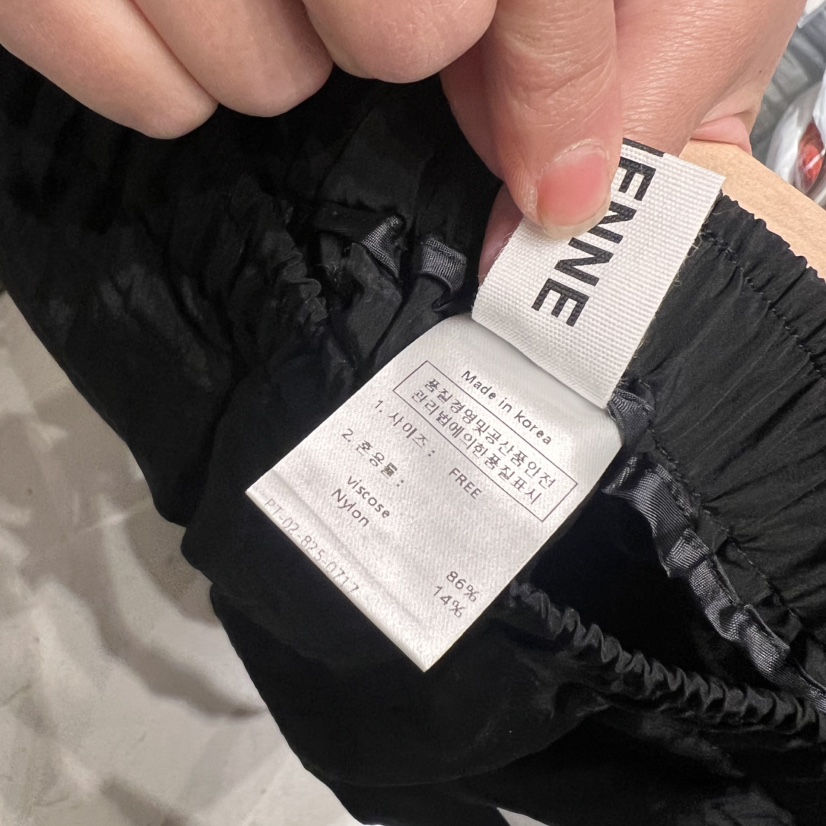 ENNE
Made in korea
품질경영및공산품안전
관리법에의한품질표시
1. 사이즈 : FREE
2. 혼용률 :
viscose 86%
Nylon 14%
PT-02-825-0717